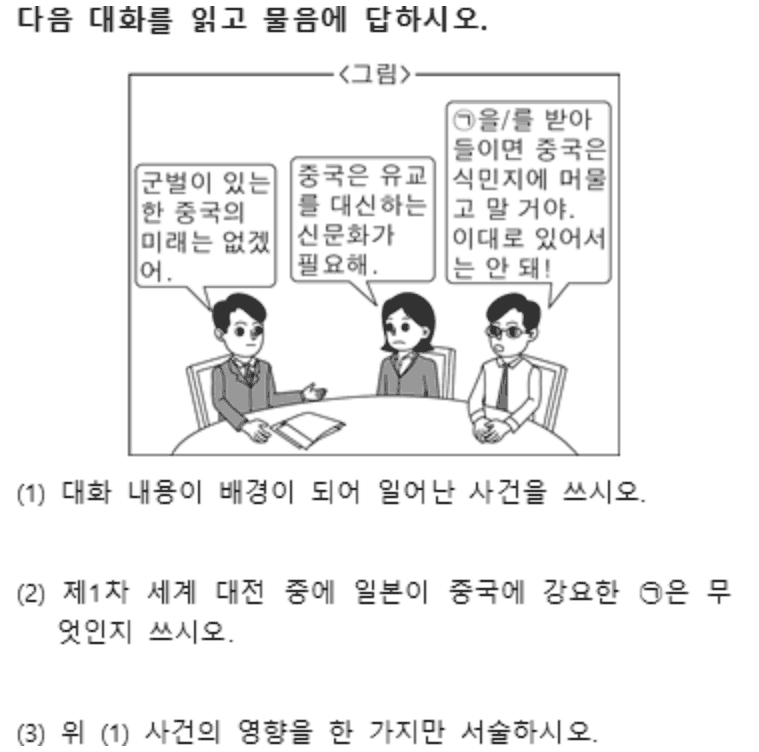 다음 대화를 읽고 물음에 답하시오.
<그림>
군벌이 있는
한 중국의
미래는 없겠
어.
중국은 유교
를 대신하는
신문화가
필요해.
㉠을/를 받아
들이면 중국은
식민지에 머물
고 말 거야.
이대로 있어서
는 안 돼!
(1) 대화 내용이 배경이 되어 일어난 사건을 쓰시오.
(2) 제1차 세계 대전 중에 일본이 중국에 강요한 ㉠은 무
엇인지 쓰시오.
(3) 위 (1) 사건의 영향을 한 가지만 서술하시오.